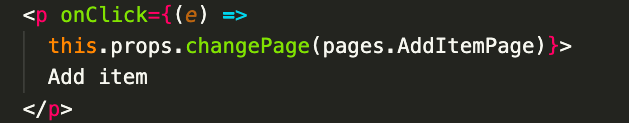 <p onClick={(e) =>
this.props.changePage(pages.AddItemPage)}>
Add item
</p>